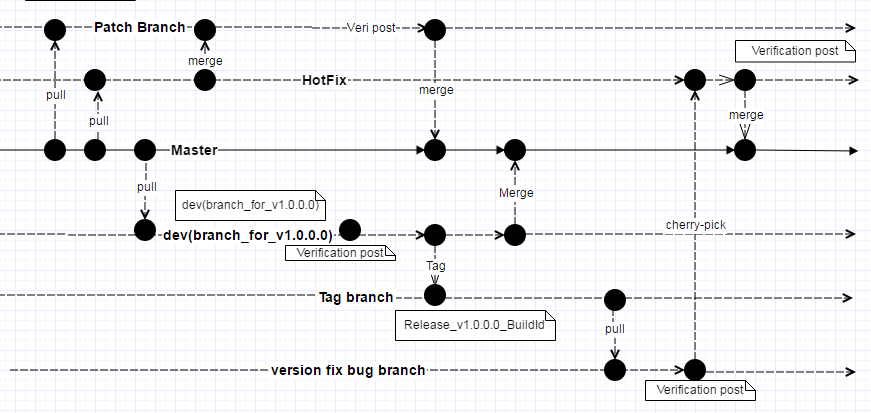 Patch Branch
Veri post
Verification post
merge
HotFix
pull
merge
merge
pull
Master
pull
dev(branch_for_v1.0.0.0)
Merge
cherry-pick
dev(branch_for_v1.0.0.0)
Verification post
Tag
Tag branch
Release_v1.0.0.0_BuildId
pull
version fix bug branch
Verification post